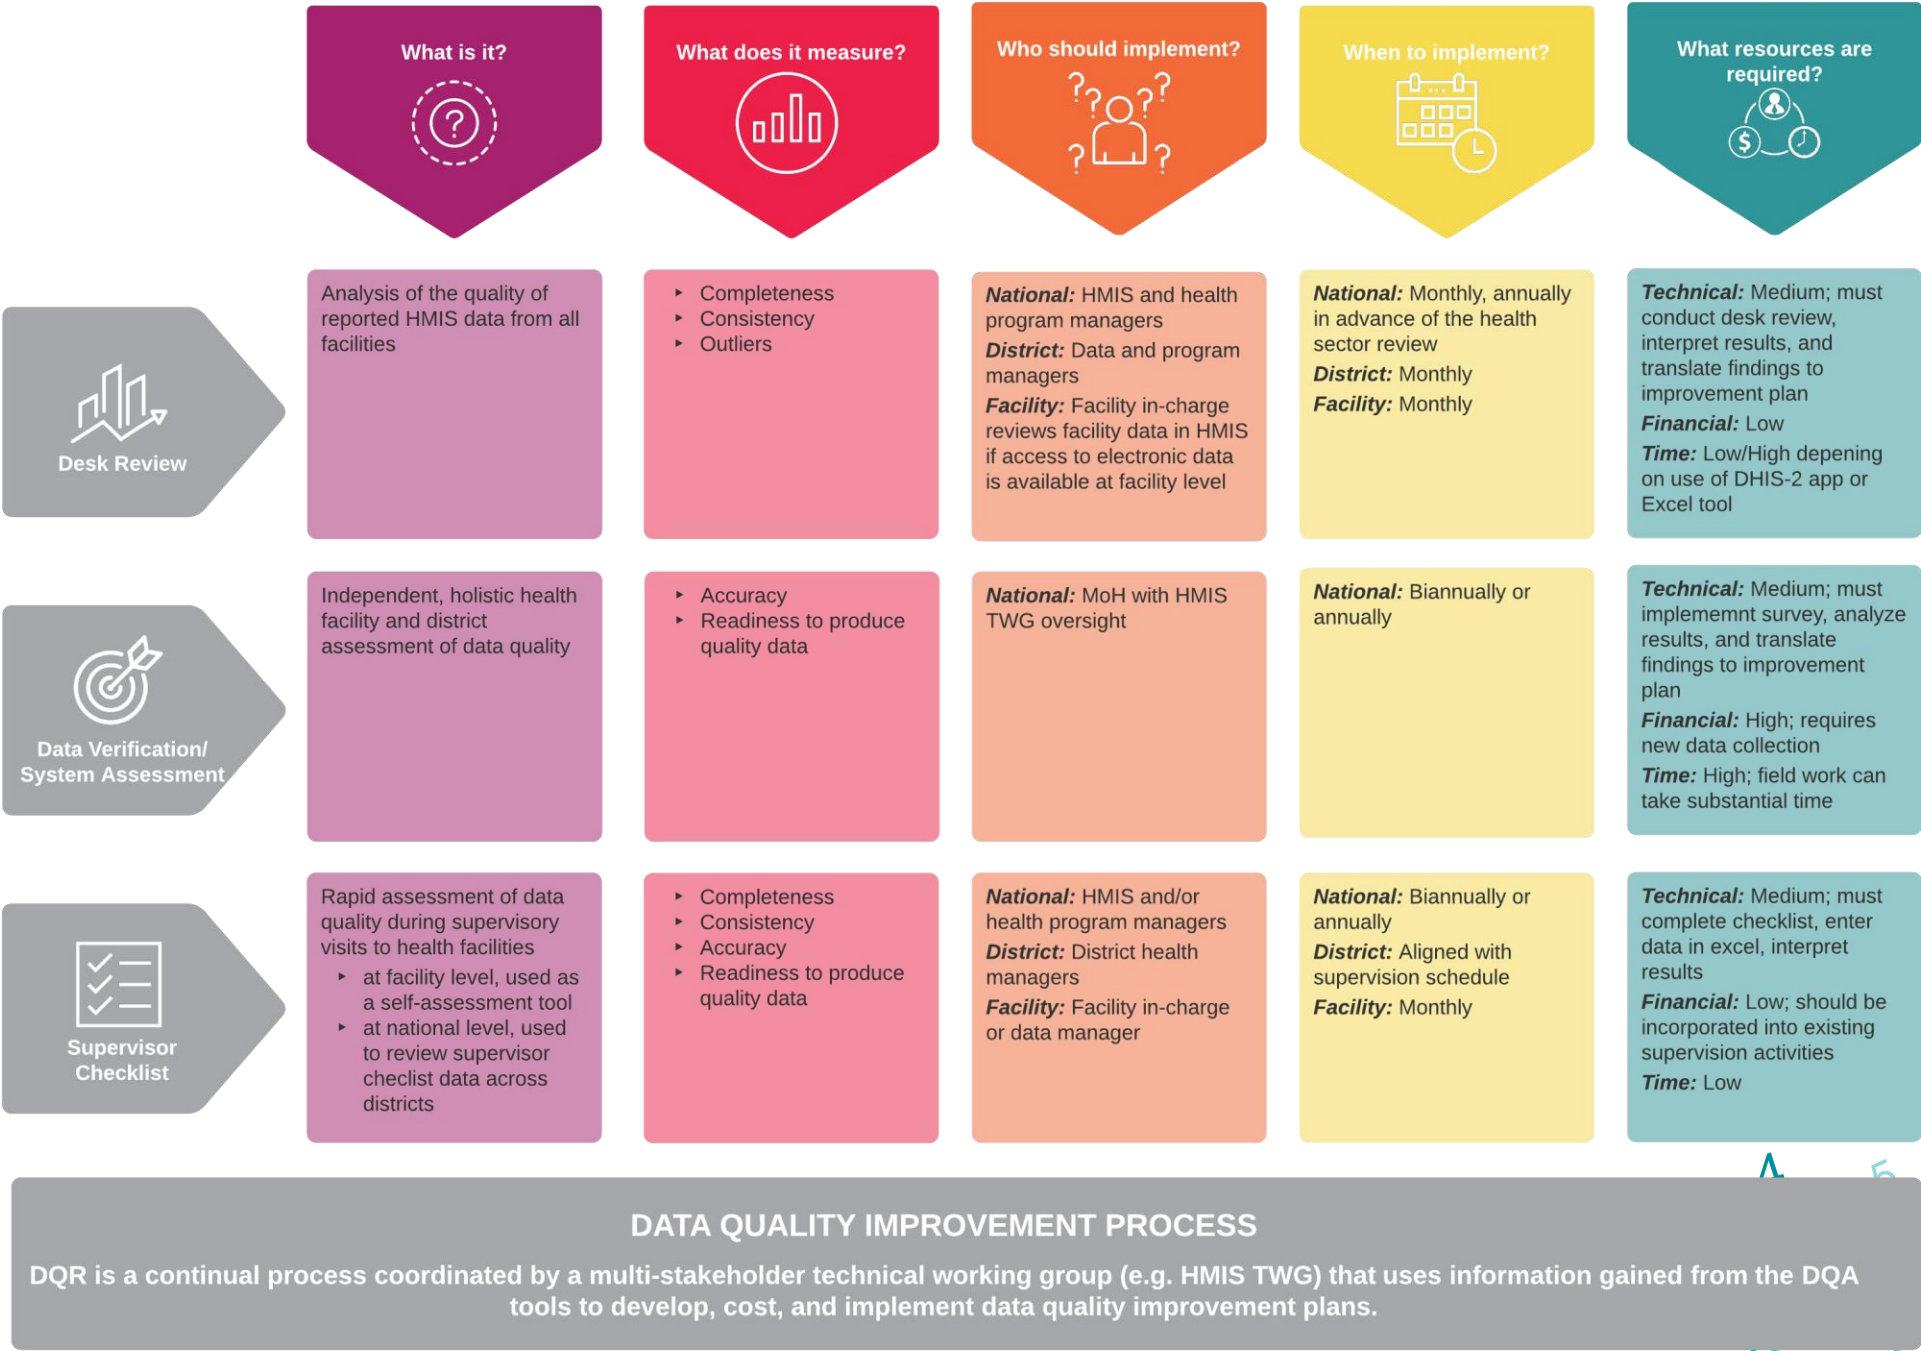 What is it?
What does it measure?
Who should implement?
When to implement?
What resources are
required?
Desk Review
Analysis of the quality of
reported HMIS data from all
facilities
‣ Completeness
‣ Consistency
‣ Outliers
National: HMIS and health
program managers
District: Data and program
managers
Facility: Facility in-charge
reviews facility data in HMIS
if access to electronic data
is available at facility level
National: Monthly, annually
in advance of the health
sector review
District: Monthly
Facility: Monthly
Technical: Medium; must
conduct desk review,
interpret results, and
translate findings to
improvement plan
Financial: Low
Time: Low/High depening
on use of DHIS-2 app or
Excel tool
Data Verification/
System Assessment
Independent, holistic health
facility and district
assessment of data quality
‣ Accuracy
‣ Readiness to produce
quality data
National: MoH with HMIS
TWG oversight
National: Biannually or
annually
Technical: Medium; must
implememnt survey, analyze
results, and translate
findings to improvement
plan
Financial: High; requires
new data collection
Time: High; field work can
take substantial time
Supervisor
Checklist
Rapid assessment of data
quality during supervisory
visits to health facilities
‣ at facility level, used as
a self-assessment tool
‣ at national level, used
to review supervisor
checlist data across
districts
‣ Completeness
‣ Consistency
‣ Accuracy
‣ Readiness to produce
quality data
National: HMIS and/or
health program managers
District: District health
managers
Facility: Facility in-charge
or data manager
National: Biannually or
annually
District: Aligned with
supervision schedule
Facility: Monthly
Technical: Medium; must
complete checklist, enter
data in excel, interpret
results
Financial: Low; should be
incorporated into existing
supervision activities
Time: Low
DATA QUALITY IMPROVEMENT PROCESS
DQR is a continual process coordinated by a multi-stakeholder technical working group (e.g. HMIS TWG) that uses information gained from the DQA
tools to develop, cost, and implement data quality improvement plans.